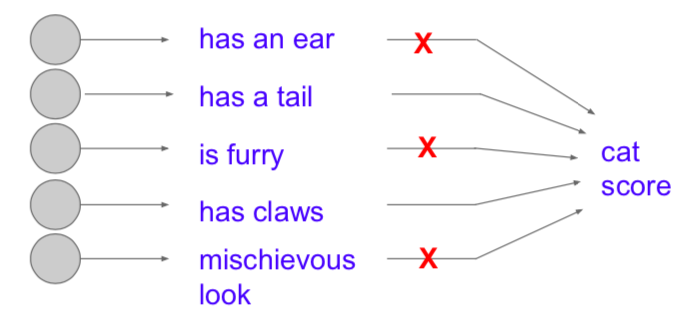 has an ear
X
has a tail
is furry
X
cat
score
has claws
mischievous
X
look